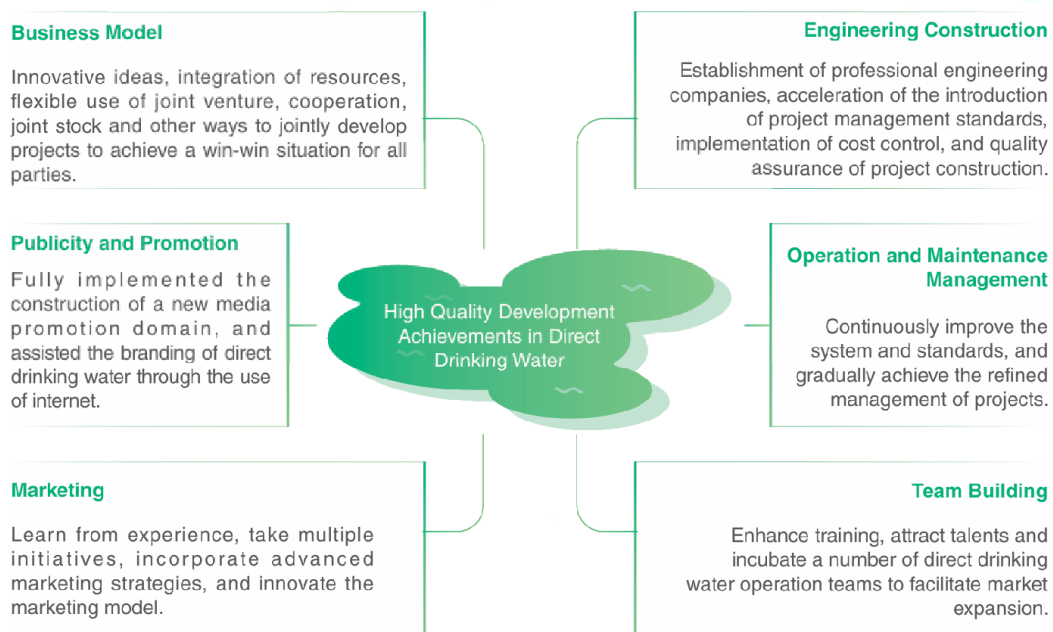 Business Model
Innovative ideas, integration of resources,
flexible use of joint venture, cooperation,
joint stock and other ways to jointly develop
projects to achieve a win-win situation for all
parties.
Engineering Construction
Establishment of professional engineering
companies, acceleration of the introduction
of project management standards,
implementation of cost control, and quality
assurance of project construction.
Publicity and Promotion
Fully implemented the
construction of a new media
promotion domain, and
assisted the branding of direct
drinking water through the use
of internet.
High Quality Development
Achievements in Direct
Drinking Water
Operation and Maintenance
Management
Continuously improve the
system and standards, and
gradually achieve the refined
management of projects.
Marketing
Learn from experience, take multiple
initiatives, incorporate advanced
marketing strategies, and innovate the
marketing model.
Team Building
Enhance training, attract talents and
incubate a number of direct drinking
water operation teams to facilitate market
expansion.